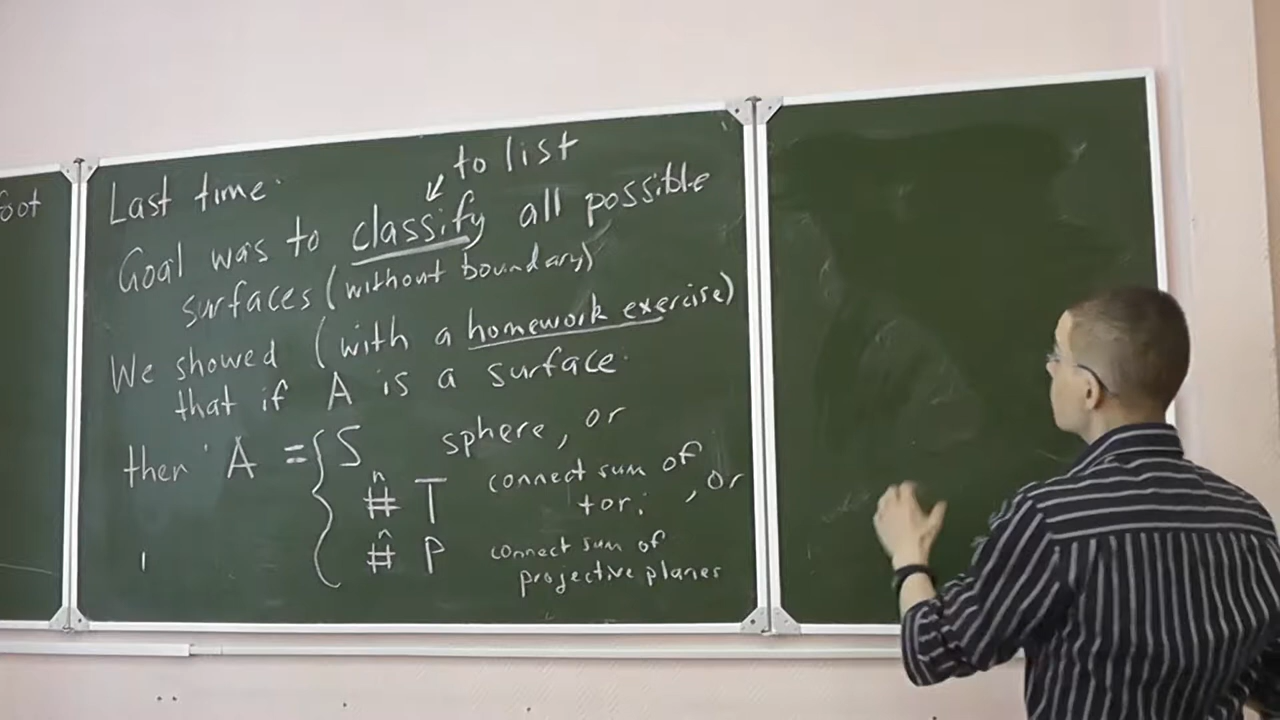 oot
to list
Last time:
Goal was to classify all possible
surfaces (without boundary)
We showed (with a homework exercise)
that if A is a surface
then A = { S sphere, or
n
# T connect sum of
tori, or
n
# P connect sum of
projective planes